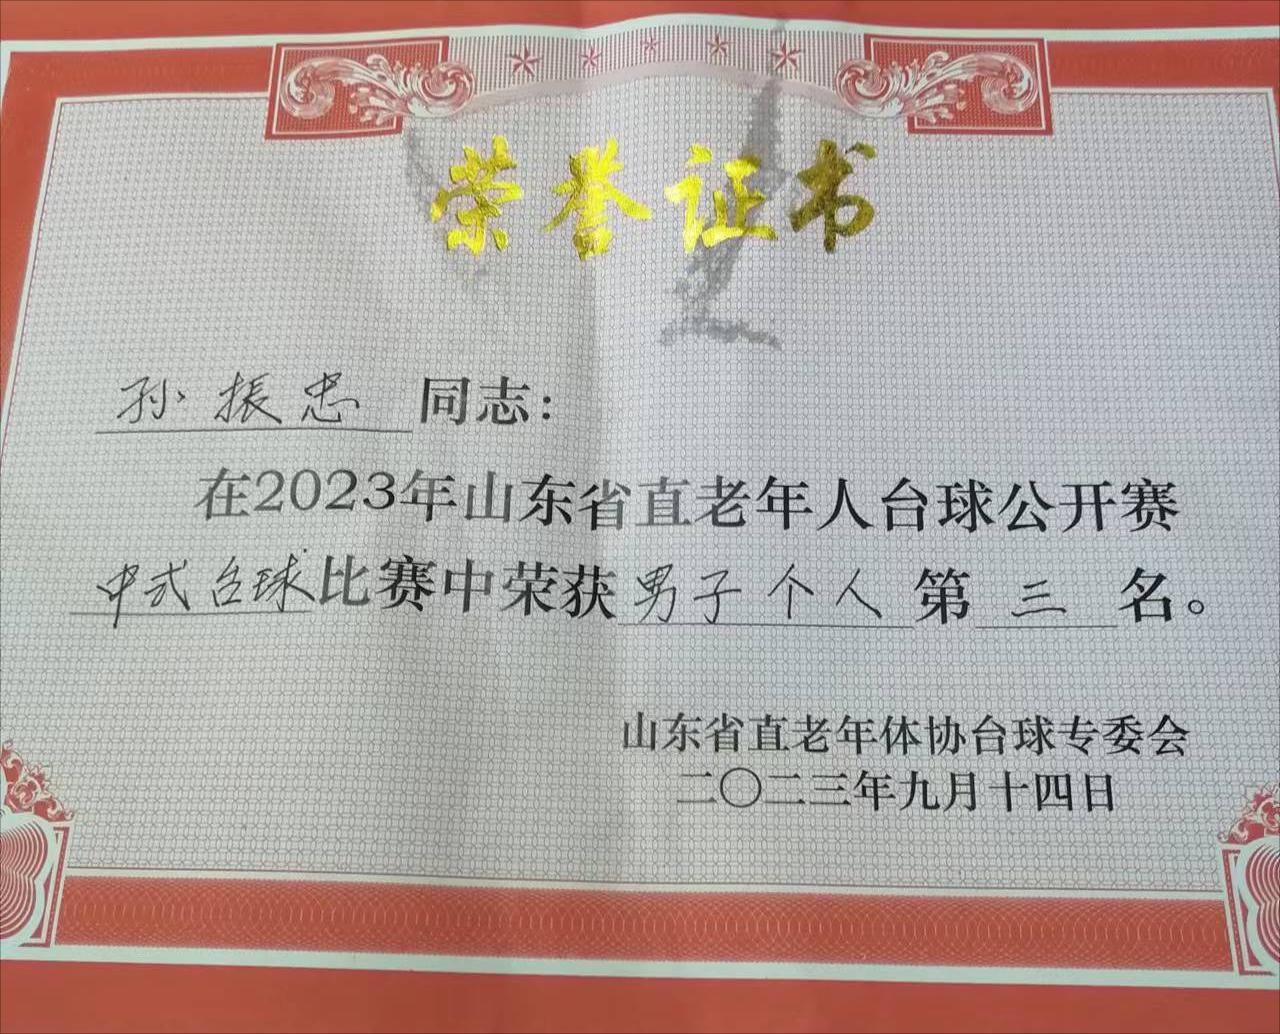 荣誉证书
孙振忠同志：
在2023年山东省直老年人台球公开赛
中式台球比赛中荣获男子个人第三名。
山东省直老年体协台球专委会
二〇二三年九月十四日